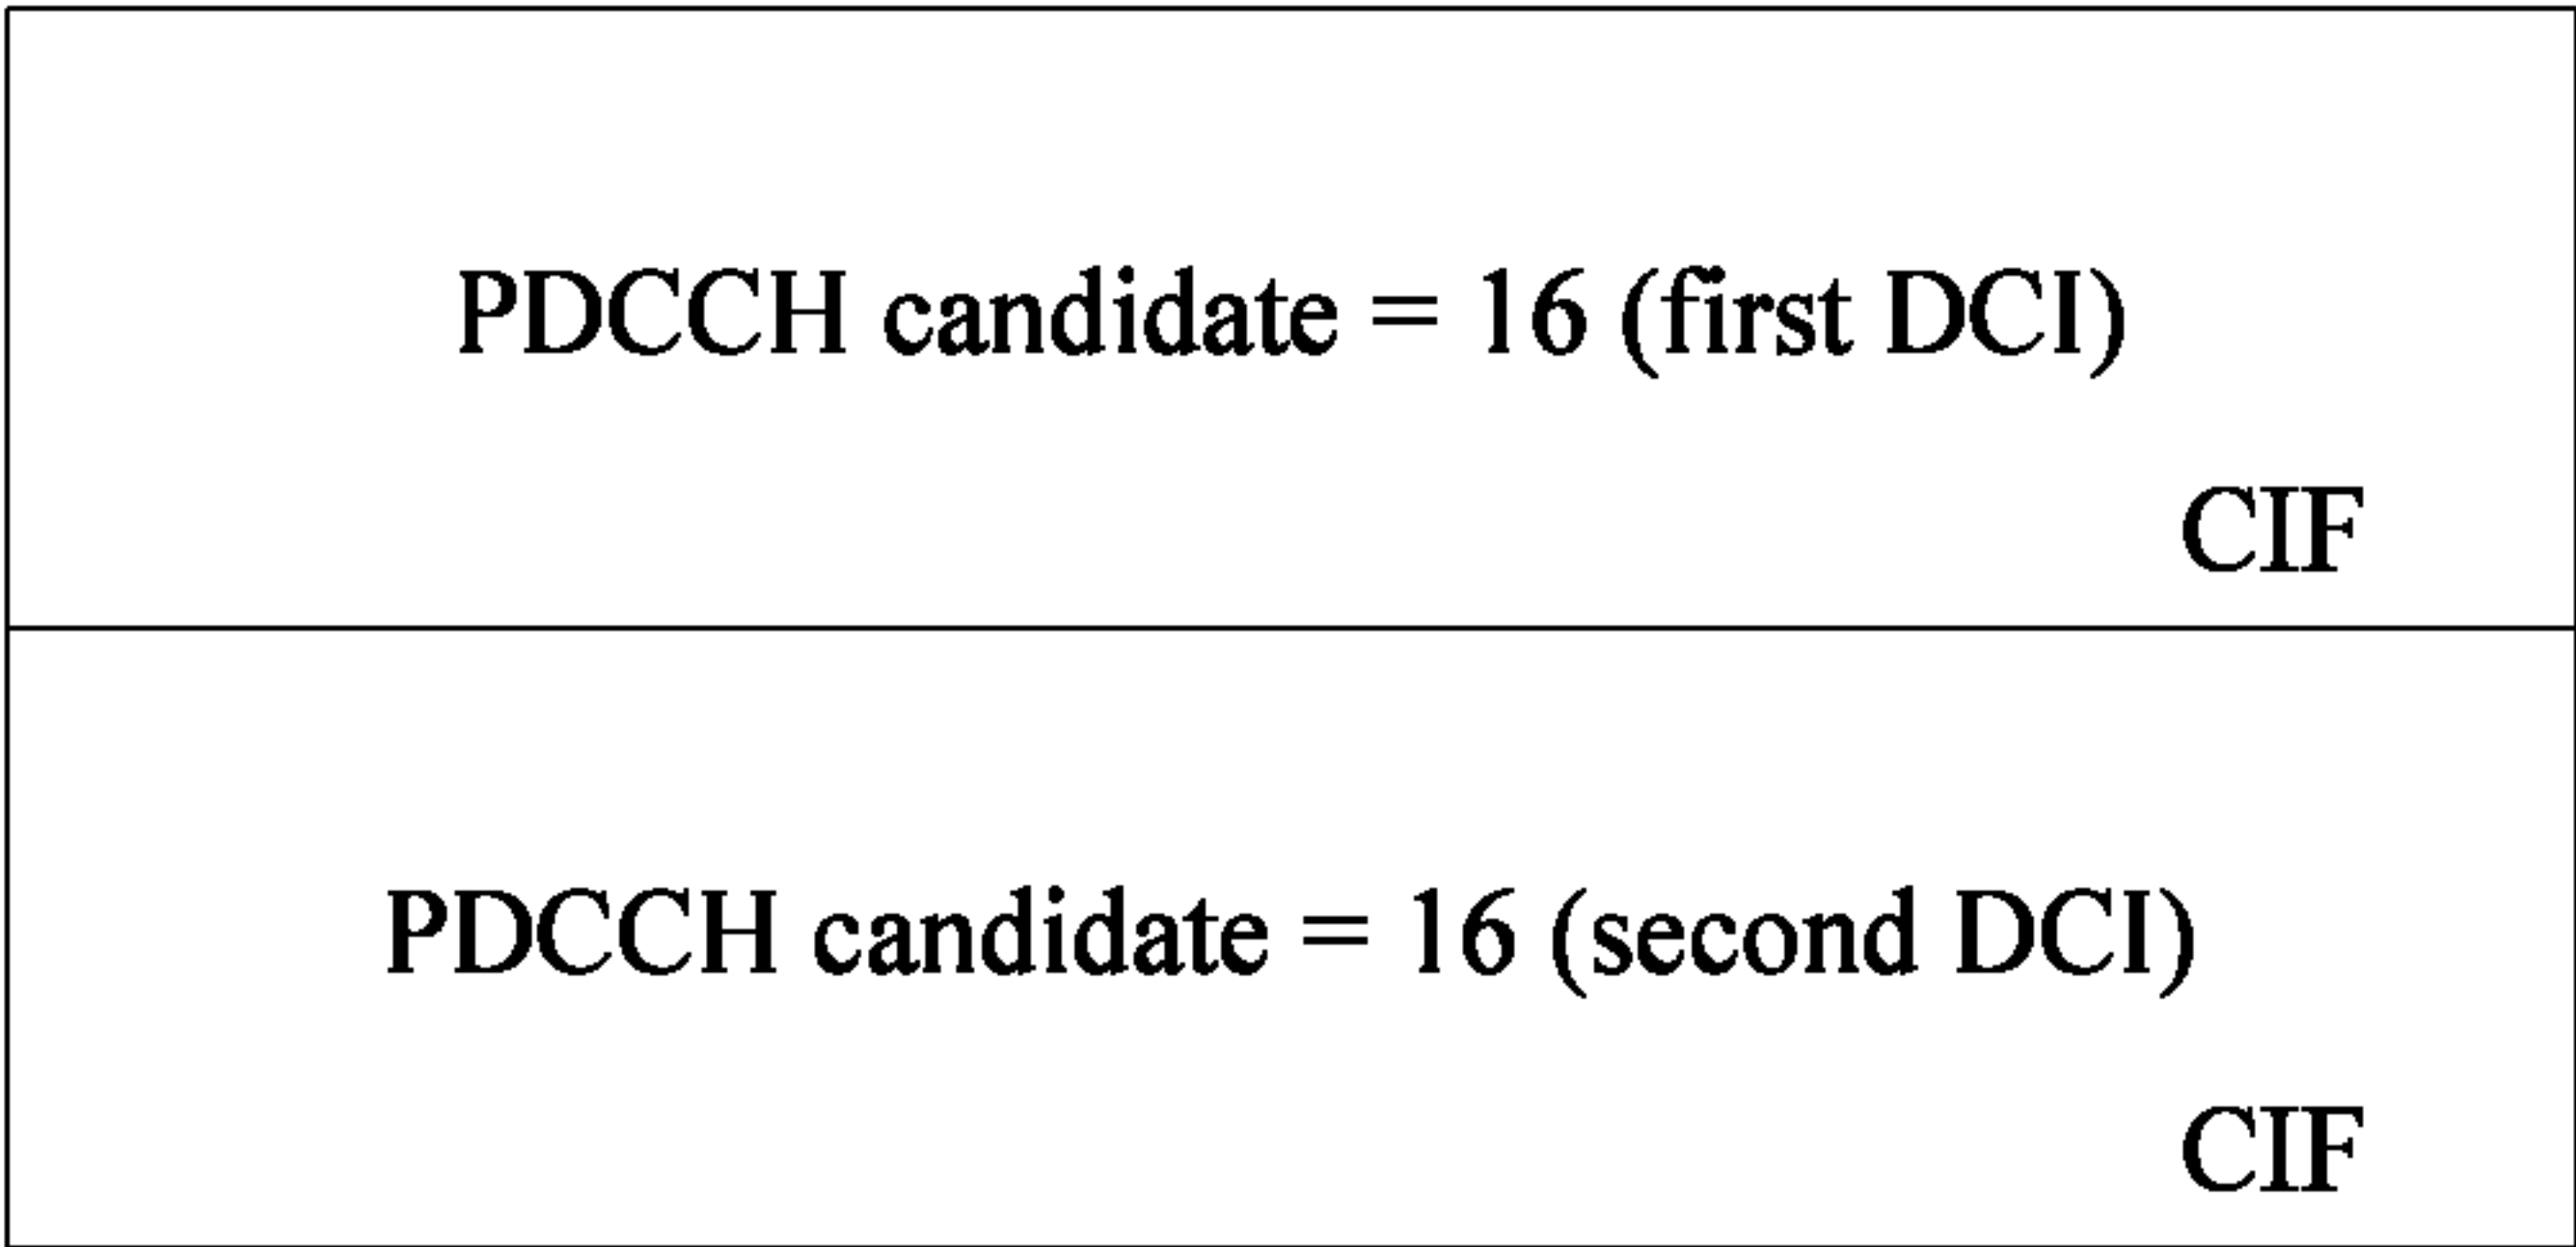 PDCCH candidate = 16 (first DCI)
CIF
PDCCH candidate = 16 (second DCI)
CIF